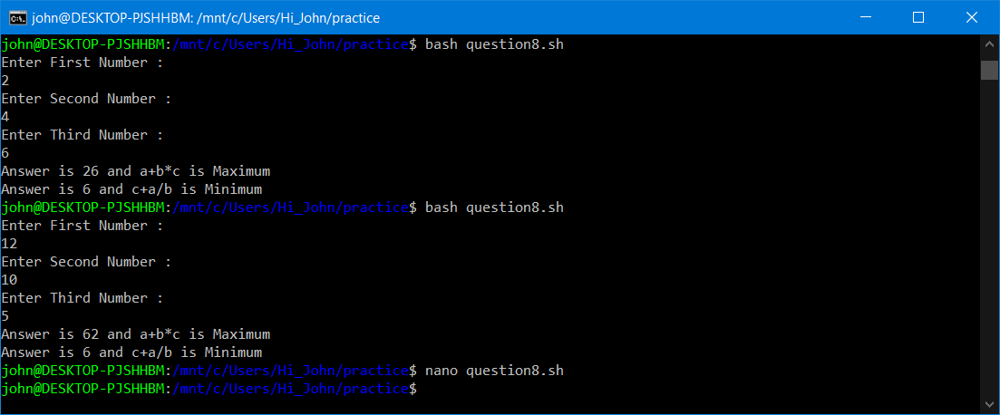 john@DESKTOP-PJSHHBM: /mnt/c/Users/Hi_John/practice
john@DESKTOP-PJSHHBM:/mnt/c/Users/Hi_John/practice$ bash question8.sh
Enter First Number :
2
Enter Second Number :
4
Enter Third Number :
6
Answer is 26 and a+b*c is Maximum
Answer is 6 and c+a/b is Minimum
john@DESKTOP-PJSHHBM:/mnt/c/Users/Hi_John/practice$ bash question8.sh
Enter First Number :
12
Enter Second Number :
10
Enter Third Number :
5
Answer is 62 and a+b*c is Maximum
Answer is 6 and c+a/b is Minimum
john@DESKTOP-PJSHHBM:/mnt/c/Users/Hi_John/practice$ nano question8.sh
john@DESKTOP-PJSHHBM:/mnt/c/Users/Hi_John/practice$